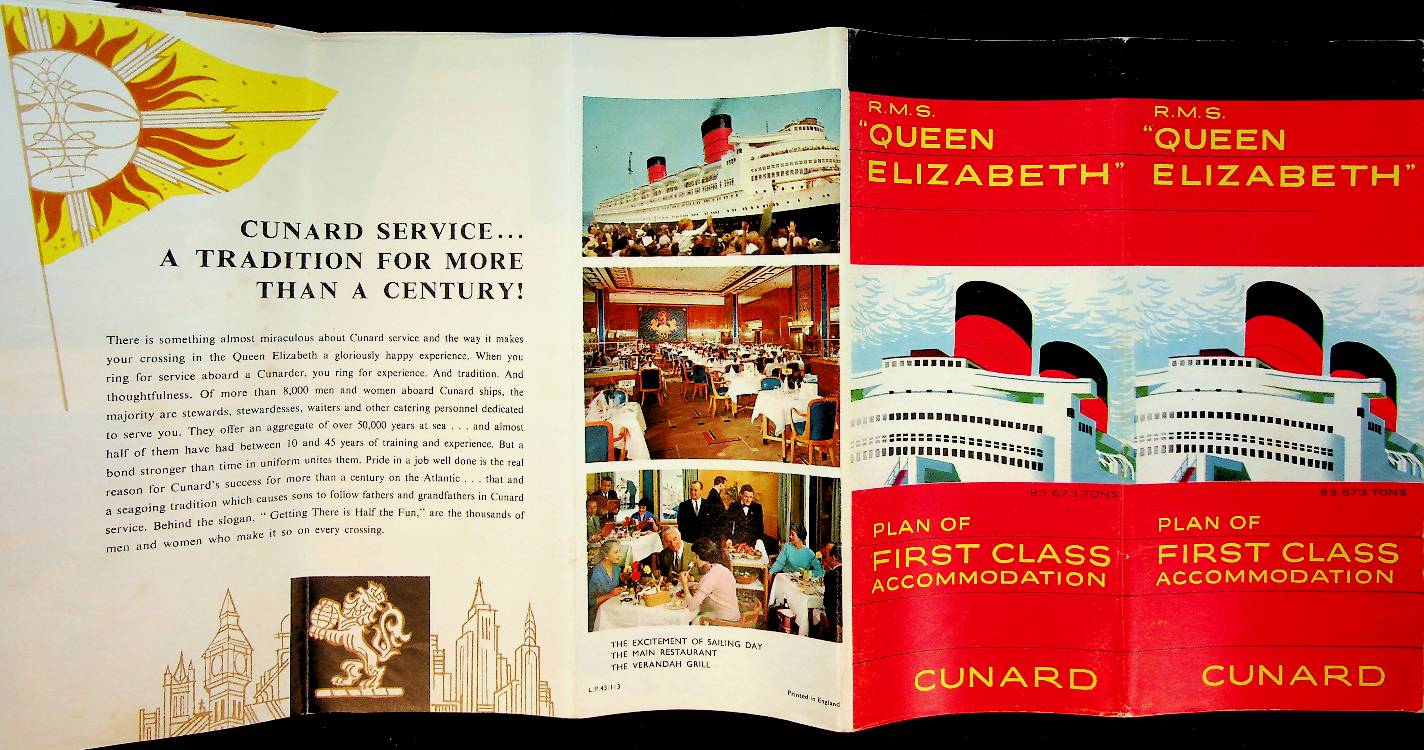 CUNARD SERVICE...
A TRADITION FOR MORE
THAN A CENTURY!
There is something almost miraculous about Cunard service and the way it makes
your crossing in the Queen Elizabeth a gloriously happy experience. When you
ring for service aboard a Cunarder, you ring for experience. And tradition. And
thoughtfulness. Of more than 8,000 men and women aboard Cunard ships, the
majority are stewards, stewardesses, waiters and other catering personnel dedicated
to serve you. They offer an aggregate of over 50,000 years at sea . . . and almost
half of them have had between 10 and 45 years of training and experience. But a
bond stronger than time in uniform unites them. Pride in a job well done is the real
reason for Cunard's success for more than a century on the Atlantic . . . that and
a seagoing tradition which causes sons to follow fathers and grandfathers in Cunard
service. Behind the slogan, “ Getting There is Half the Fun,” are the thousands of
men and women who make it so on every crossing.
THE EXCITEMENT OF SAILING DAY
THE MAIN RESTAURANT
THE VERANDAH GRILL
L.P.43/113
Printed in England
R.M.S.
“QUEEN
ELIZABETH”
83,673 TONS
PLAN OF
FIRST CLASS
ACCOMMODATION
CUNARD
R.M.S.
“QUEEN
ELIZABETH”
83,673 TONS
PLAN OF
FIRST CLASS
ACCOMMODATION
CUNARD